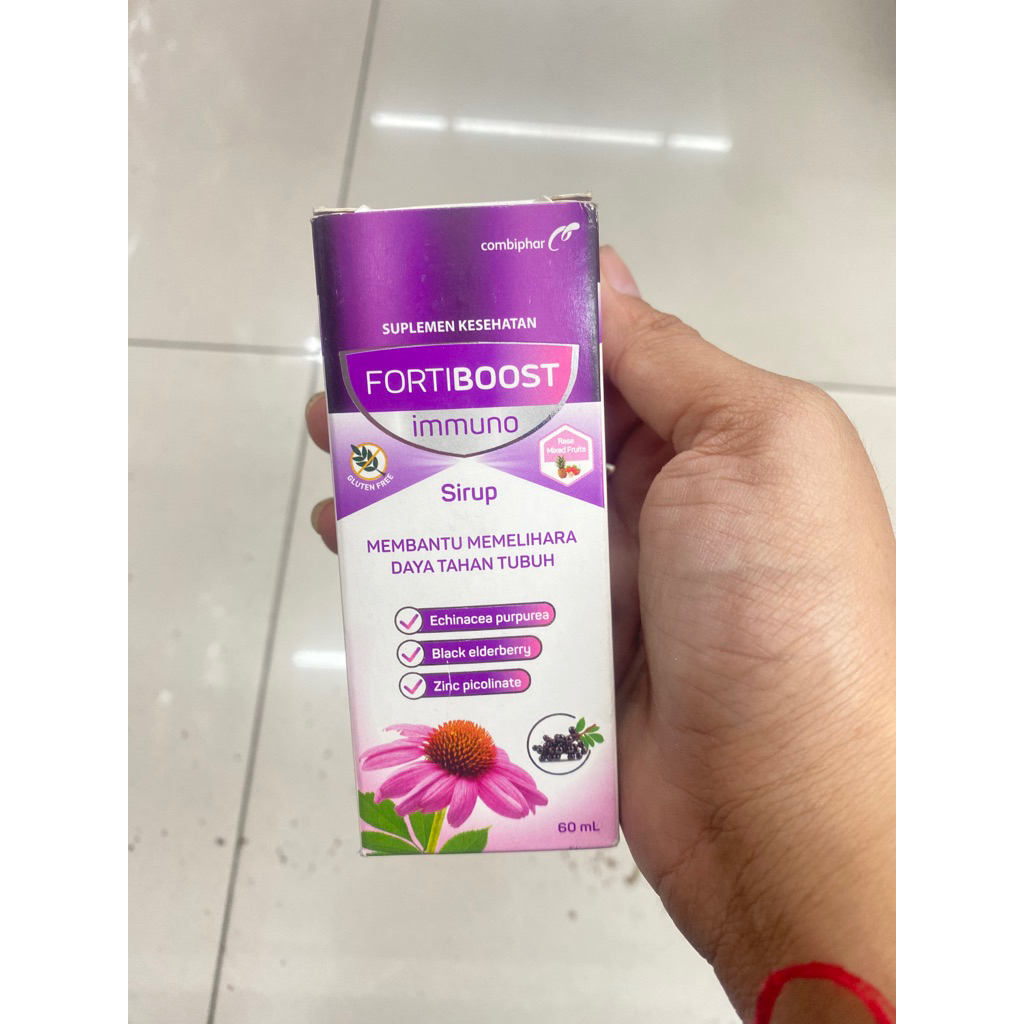 combiphar
SUPLEMEN KESEHATAN
FORTIBOOST
immuno
GLUTEN FREE
Rasa
Mixed Fruits
Sirup
MEMBANTU MEMELIHARA
DAYA TAHAN TUBUH
Echinacea purpurea
Black elderberry
Zinc picolinate
60 mL